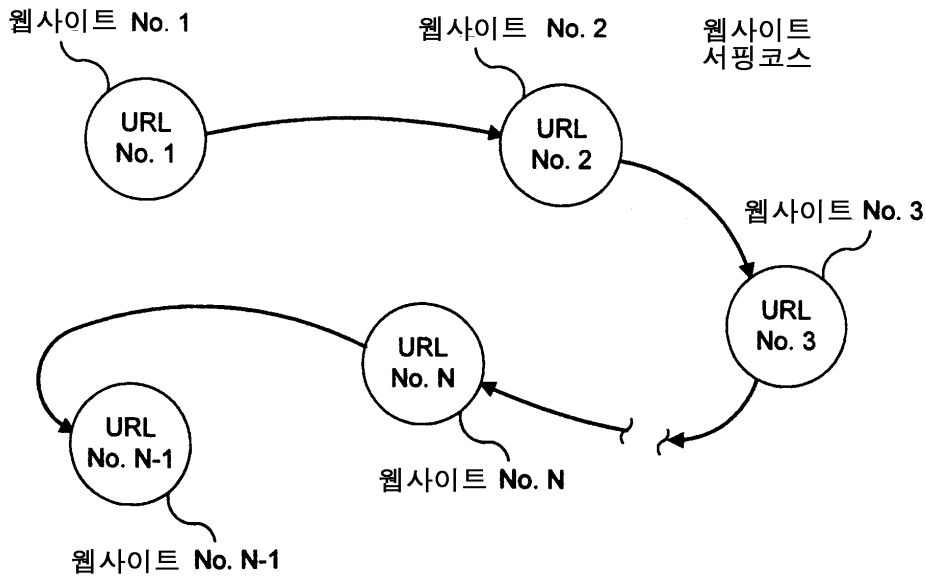 웹사이트 No. 1
웹사이트 No. 2
웹사이트
서핑코스
URL
No. 1
URL
No. 2
웹사이트 No. 3
URL
No. 3
URL
No. N
URL
No. N-1
웹사이트 No. N
웹사이트 No. N-1